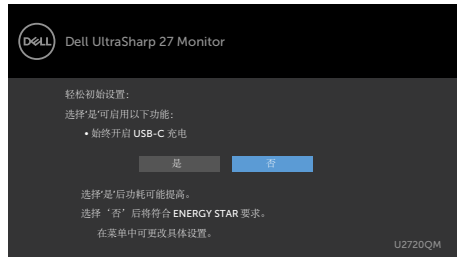 DELL
Dell UltraSharp 27 Monitor
轻松初始设置:
选择'是'可启用以下功能:
• 始终开启 USB-C 充电
是 否
选择'是'后功耗可能提高。
选择‘否’后将符合 ENERGY STAR 要求。
在菜单中可更改具体设置。
U2720QM